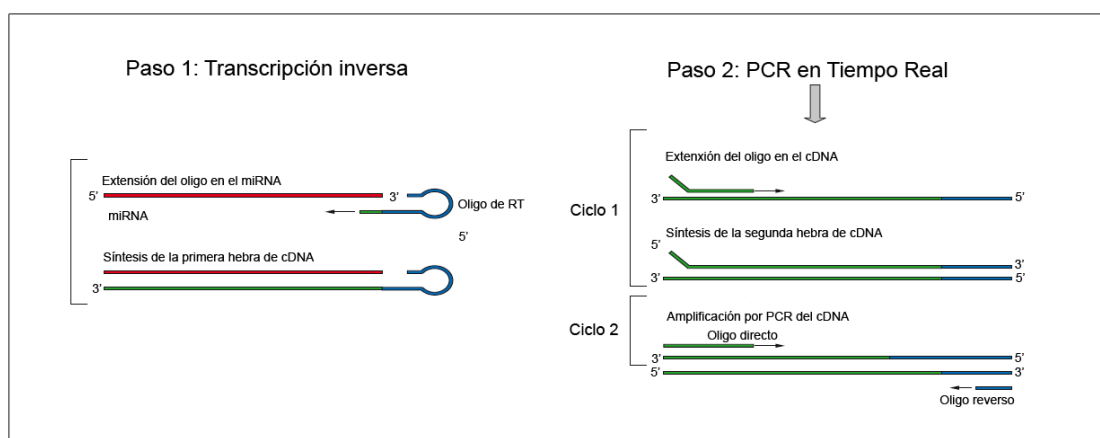 Paso 1: Transcripción inversa
Extensión del oligo en el miRNA
5’
3’
Oligo de RT
miRNA
5’
Síntesis de la primera hebra de cDNA
3’
Paso 2: PCR en Tiempo Real
Extenxión del oligo en el cDNA
3’
5’
Ciclo 1
Síntesis de la segunda hebra de cDNA
5’
3’
3’
5’
Amplificación por PCR del cDNA
Ciclo 2
Oligo directo
3’
5’
5’
3’
Oligo reverso